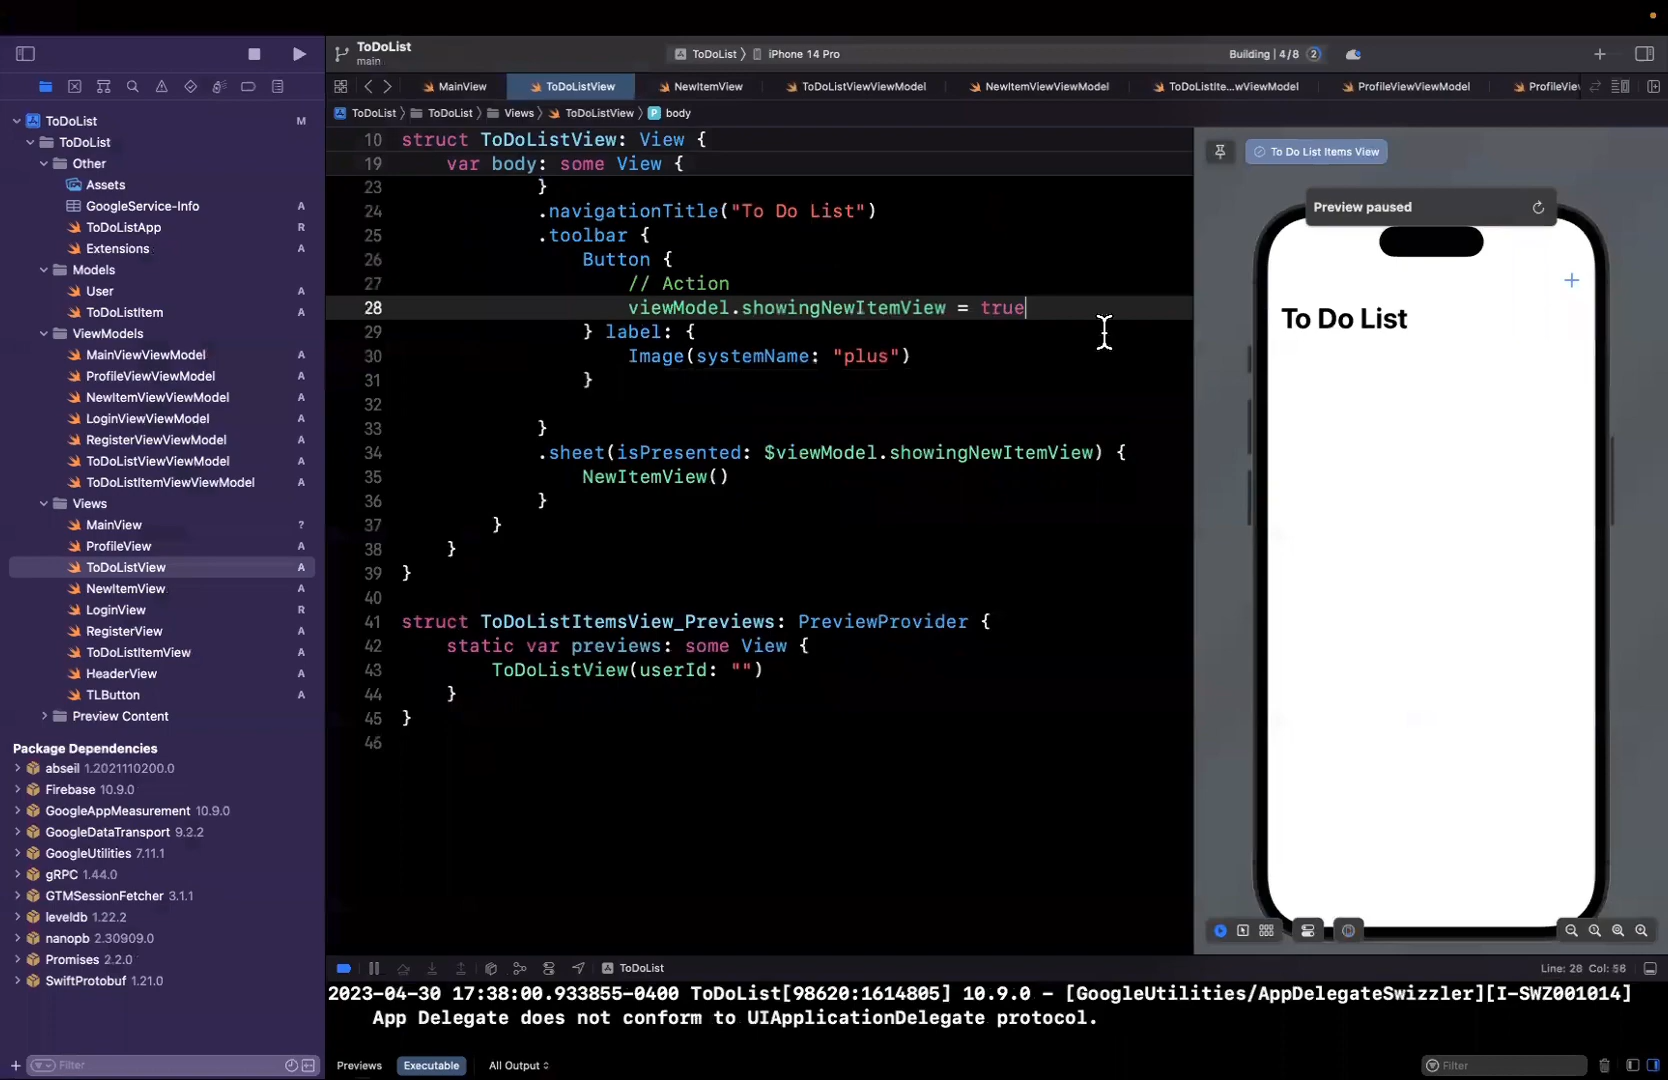 ToDoList
main
ToDoList
iPhone 14 Pro
Building | 4/8
2
MainView
ToDoListView
NewItemView
ToDoListViewViewModel
NewItemViewViewModel
ToDoListIte...wViewModel
ProfileViewViewModel
ProfileView
ToDoList
ToDoList
Views
ToDoListView
P body
ToDoList M
ToDoList
Other
Assets
GoogleService-Info A
ToDoListApp R
Extensions A
Models
User A
ToDoListItem A
ViewModels
MainViewViewModel A
ProfileViewViewModel A
NewItemViewViewModel A
LoginViewViewModel A
RegisterViewViewModel A
ToDoListViewViewModel A
ToDoListItemViewViewModel A
Views
MainView ?
ProfileView A
ToDoListView A
NewItemView A
LoginView R
RegisterView A
ToDoListItemView A
HeaderView A
TLButton A
Preview Content
Package Dependencies
abseil 1.2021110200.0
Firebase 10.9.0
GoogleAppMeasurement 10.9.0
GoogleDataTransport 9.2.2
GoogleUtilities 7.11.1
gRPC 1.44.0
GTMSessionFetcher 3.1.1
leveldb 1.22.2
nanopb 2.30909.0
Promises 2.2.0
SwiftProtobuf 1.21.0
Filter
10 struct ToDoListView: View {
19 var body: some View {
23 }
24 .navigationTitle("To Do List")
25 .toolbar {
26 Button {
27 // Action
28 viewModel.showingNewItemView = true
29 } label: {
30 Image(systemName: "plus")
31 }
32
33 }
34 .sheet(isPresented: $viewModel.showingNewItemView) {
35 NewItemView()
36 }
37 }
38 }
39 }
40
41 struct ToDoListItemsView_Previews: PreviewProvider {
42 static var previews: some View {
43 ToDoListView(userId: "")
44 }
45 }
46
To Do List Items View
Preview paused
To Do List
ToDoList
Line: 28 Col: 56
2023-04-30 17:38:00.933855-0400 ToDoList[98620:1614805] 10.9.0 - [GoogleUtilities/AppDelegateSwizzler][I-SWZ001014]
App Delegate does not conform to UIApplicationDelegate protocol.
Previews
Executable
All Output
Filter